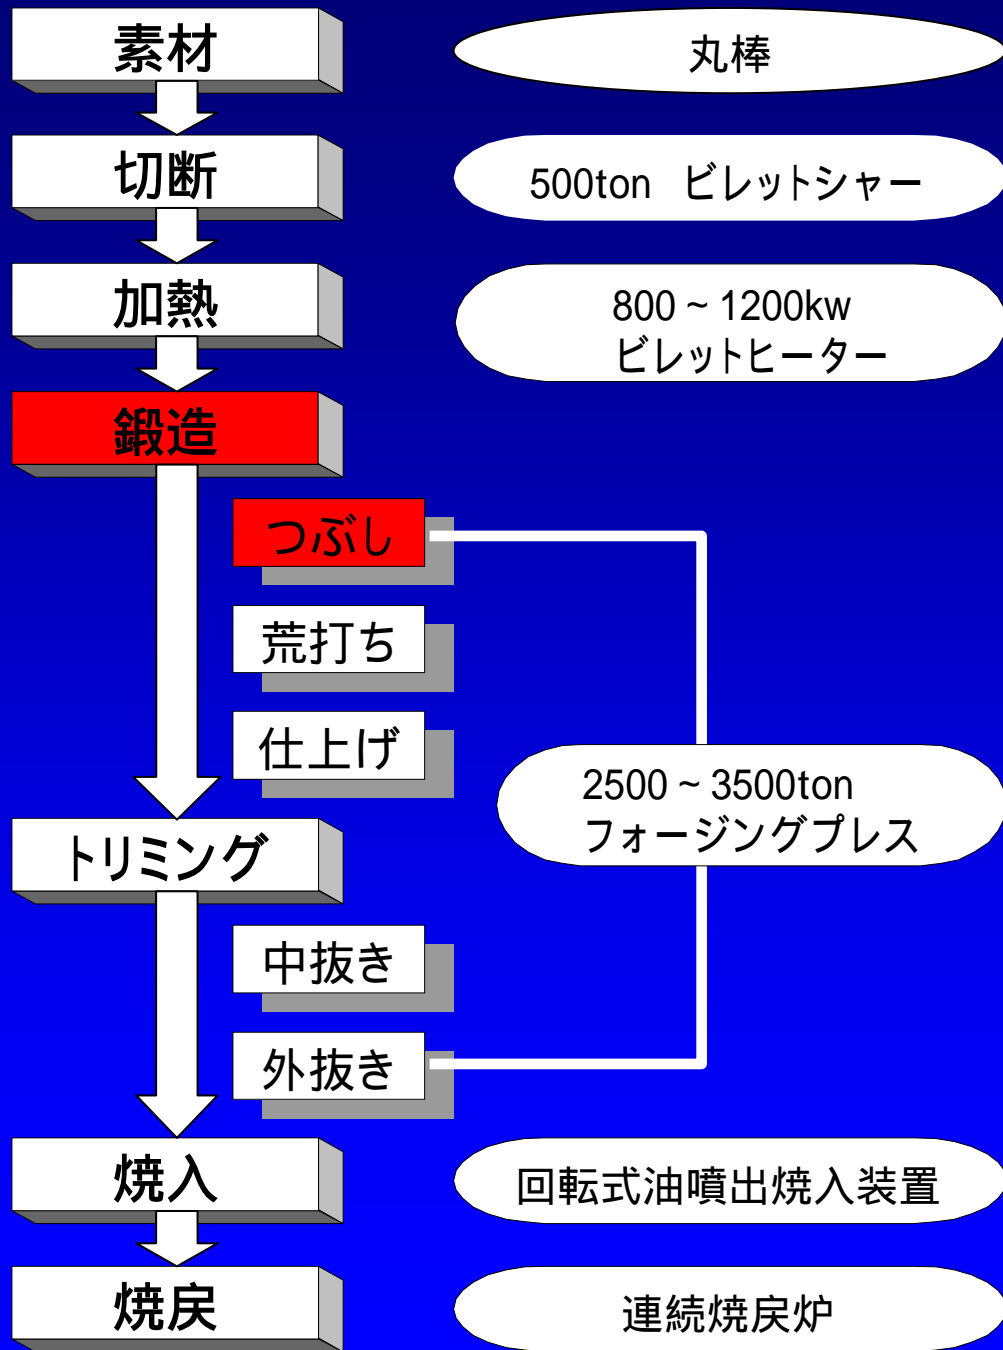 素材
丸棒
切断
500ton ビレットシャー
加熱
800～1200kw
ビレットヒーター
鍛造
つぶし
荒打ち
仕上げ
2500～3500ton
フォージングプレス
トリミング
中抜き
外抜き
焼入
回転式油噴出焼入装置
焼戻
連続焼戻炉